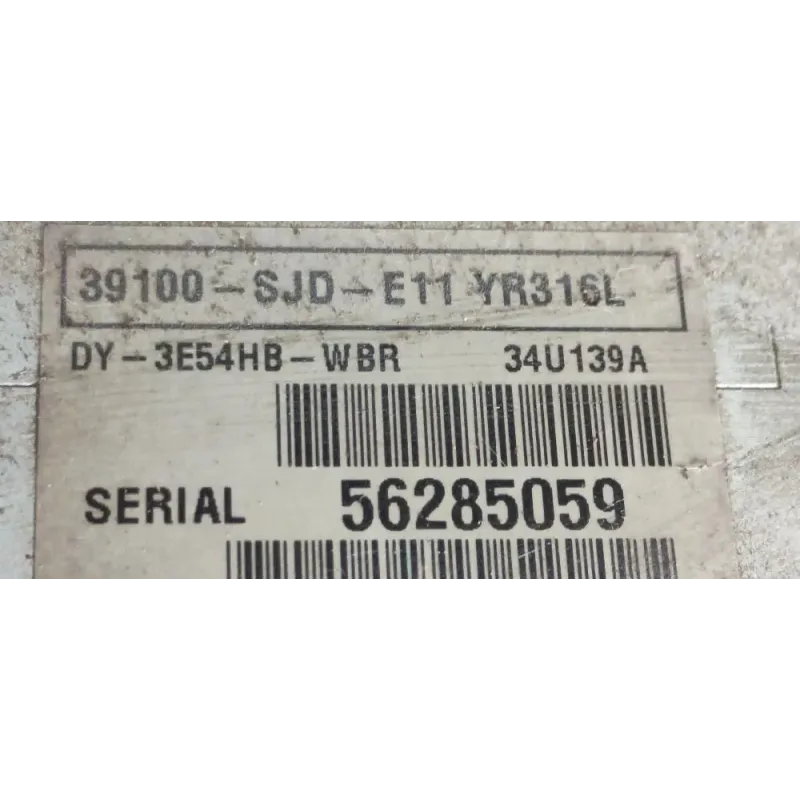 39100-SJD-E11 YR316L
DY-3E54HB-WBR 34U139A
SERIAL 56285059